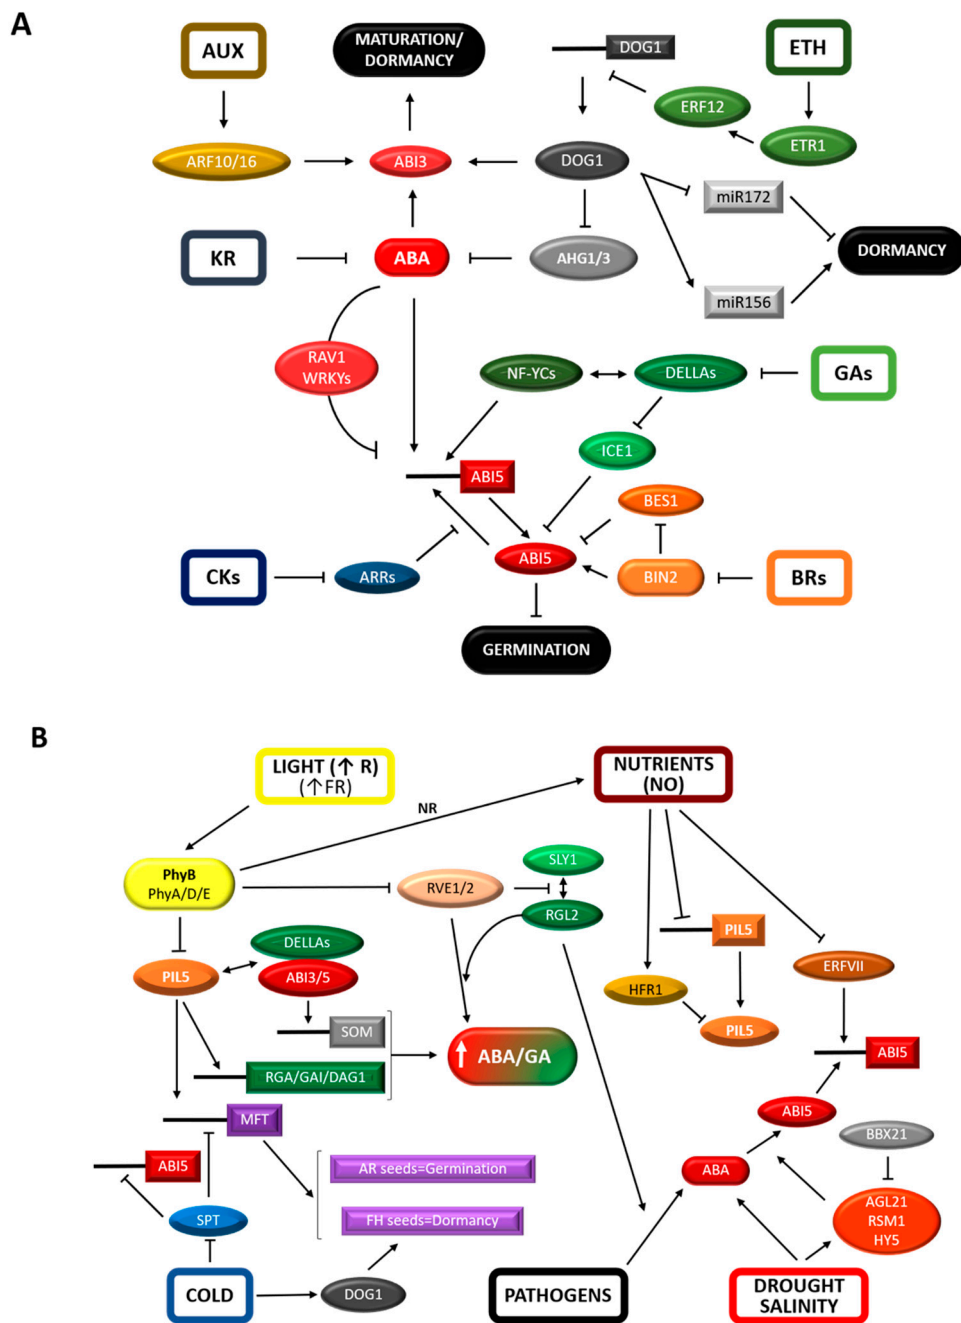 A
AUX
MATURATION/
DORMANCY
DOG1
ETH
ERF12
ETR1
ARF10/16
ABI3
DOG1
miR172
KR
ABA
AHG1/3
DORMANCY
miR156
RAV1
WRKYs
NF-YCs
DELLAs
GAs
ICE1
ABI5
BES1
CKs
ARRs
ABI5
BIN2
BRs
GERMINATION
B
LIGHT (↑ R)
(↑FR)
NUTRIENTS
(NO)
NR
PhyB
PhyA/D/E
RVE1/2
SLY1
RGL2
DELLAs
PIL5
ABI3/5
PIL5
ERFVII
HFR1
SOM
PIL5
↑ ABA/GA
ABI5
RGA/GAI/DAG1
MFT
ABI5
BBX21
ABI5
AR seeds=Germination
ABA
SPT
FH seeds=Dormancy
AGL21
RSM1
HY5
COLD
DOG1
PATHOGENS
DROUGHT
SALINITY